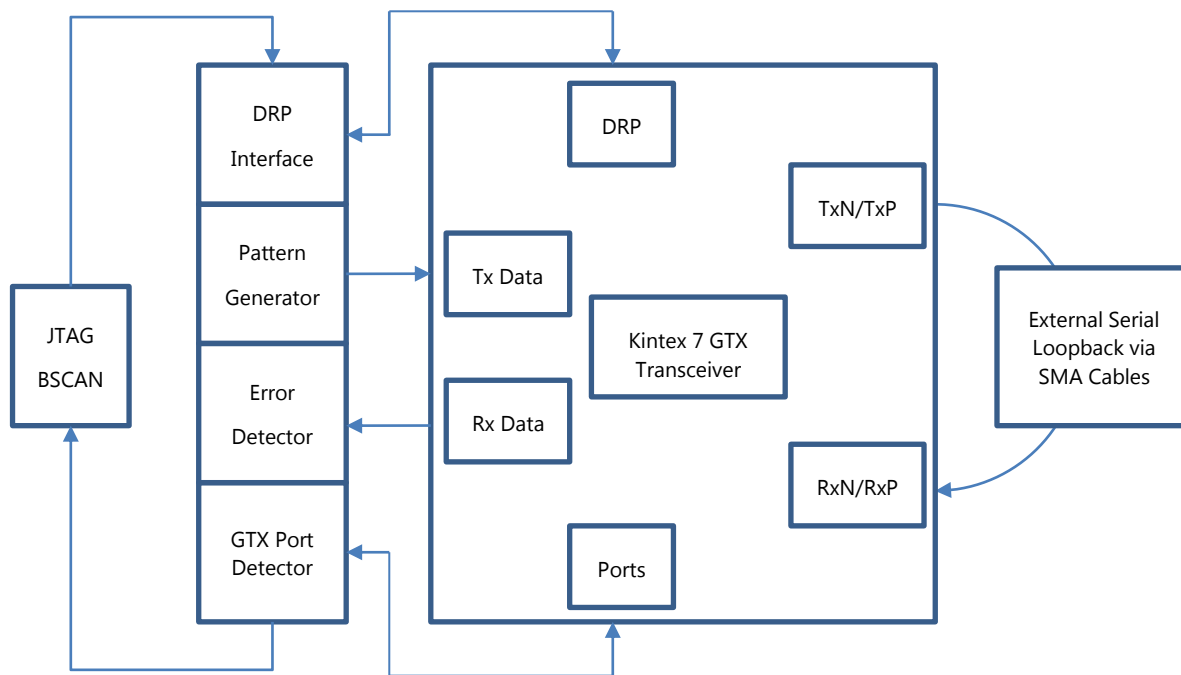 JTAG
BSCAN
DRP
Interface
Pattern
Generator
Error
Detector
GTX Port
Detector
DRP
Tx Data
Rx Data
Kintex 7 GTX
Transceiver
TxN/TxP
RxN/RxP
Ports
External Serial
Loopback via
SMA Cables